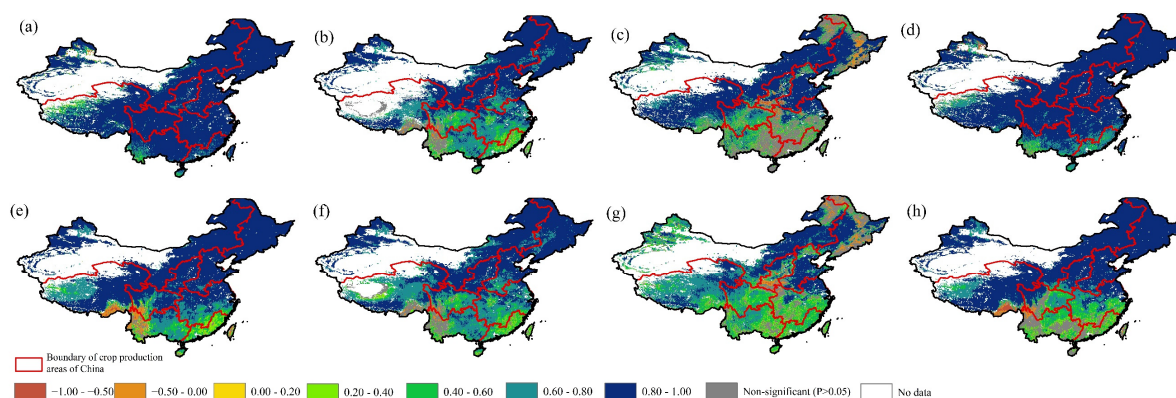 (a)
(b)
(c)
(d)
(e)
(f)
(g)
(h)
Boundary of crop production
areas of China
−1.00 - −0.50
−0.50 - 0.00
0.00 - 0.20
0.20 - 0.40
0.40 - 0.60
0.60 - 0.80
0.80 - 1.00
Non-significant (P>0.05)
No data